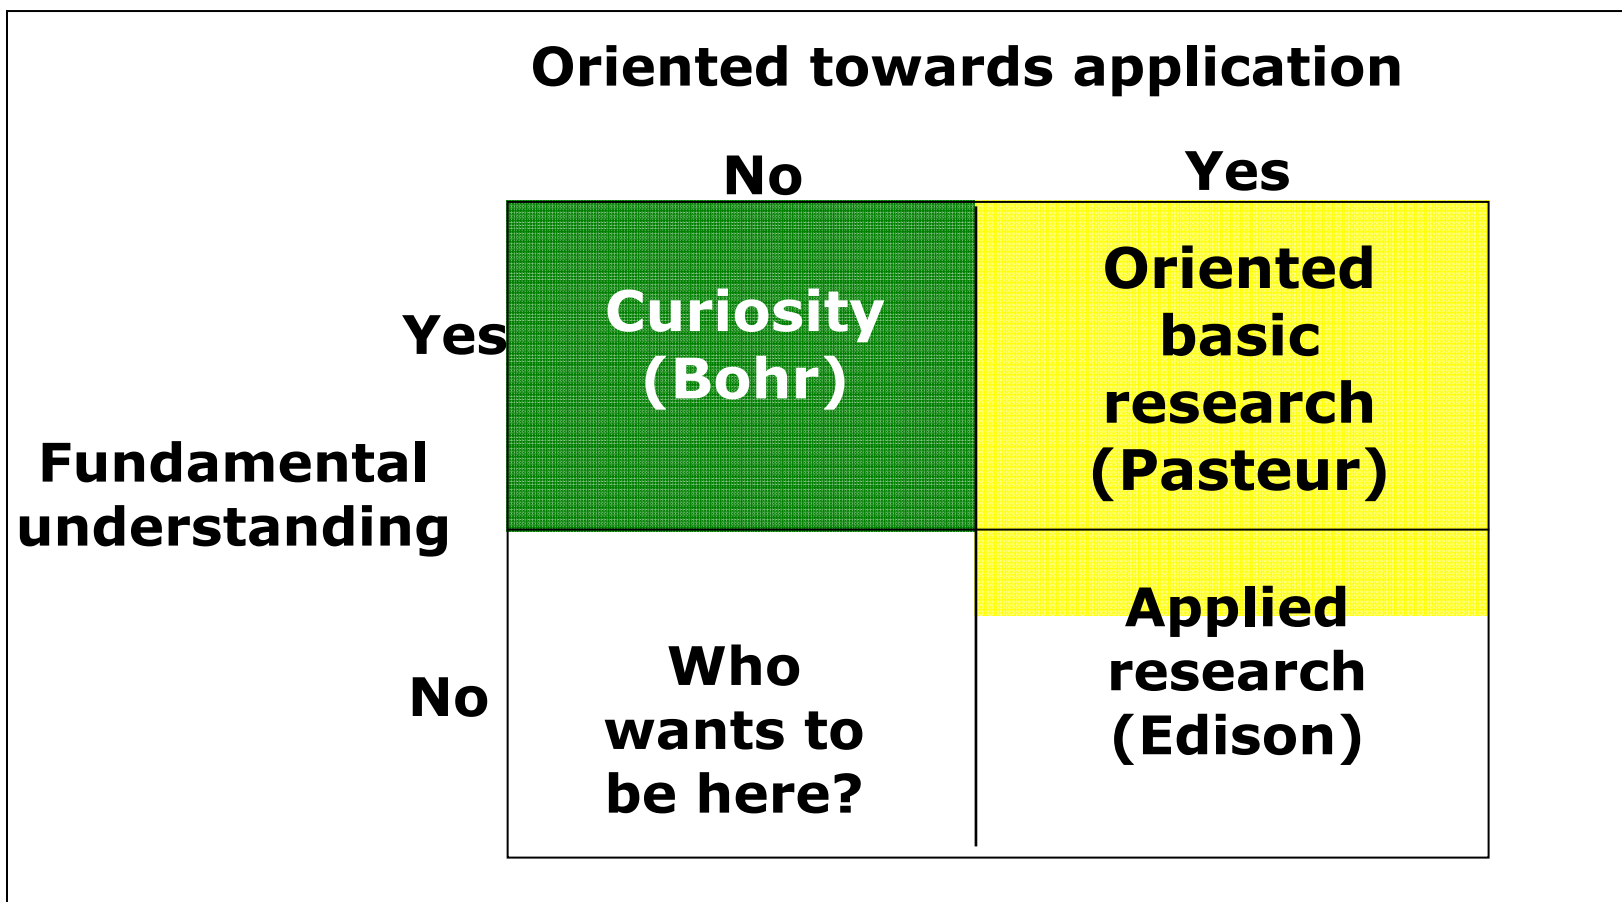 Oriented towards application
No
Yes
Yes
Curiosity
(Bohr)
Oriented
basic
research
(Pasteur)
Fundamental
understanding
No
Who
wants to
be here?
Applied
research
(Edison)